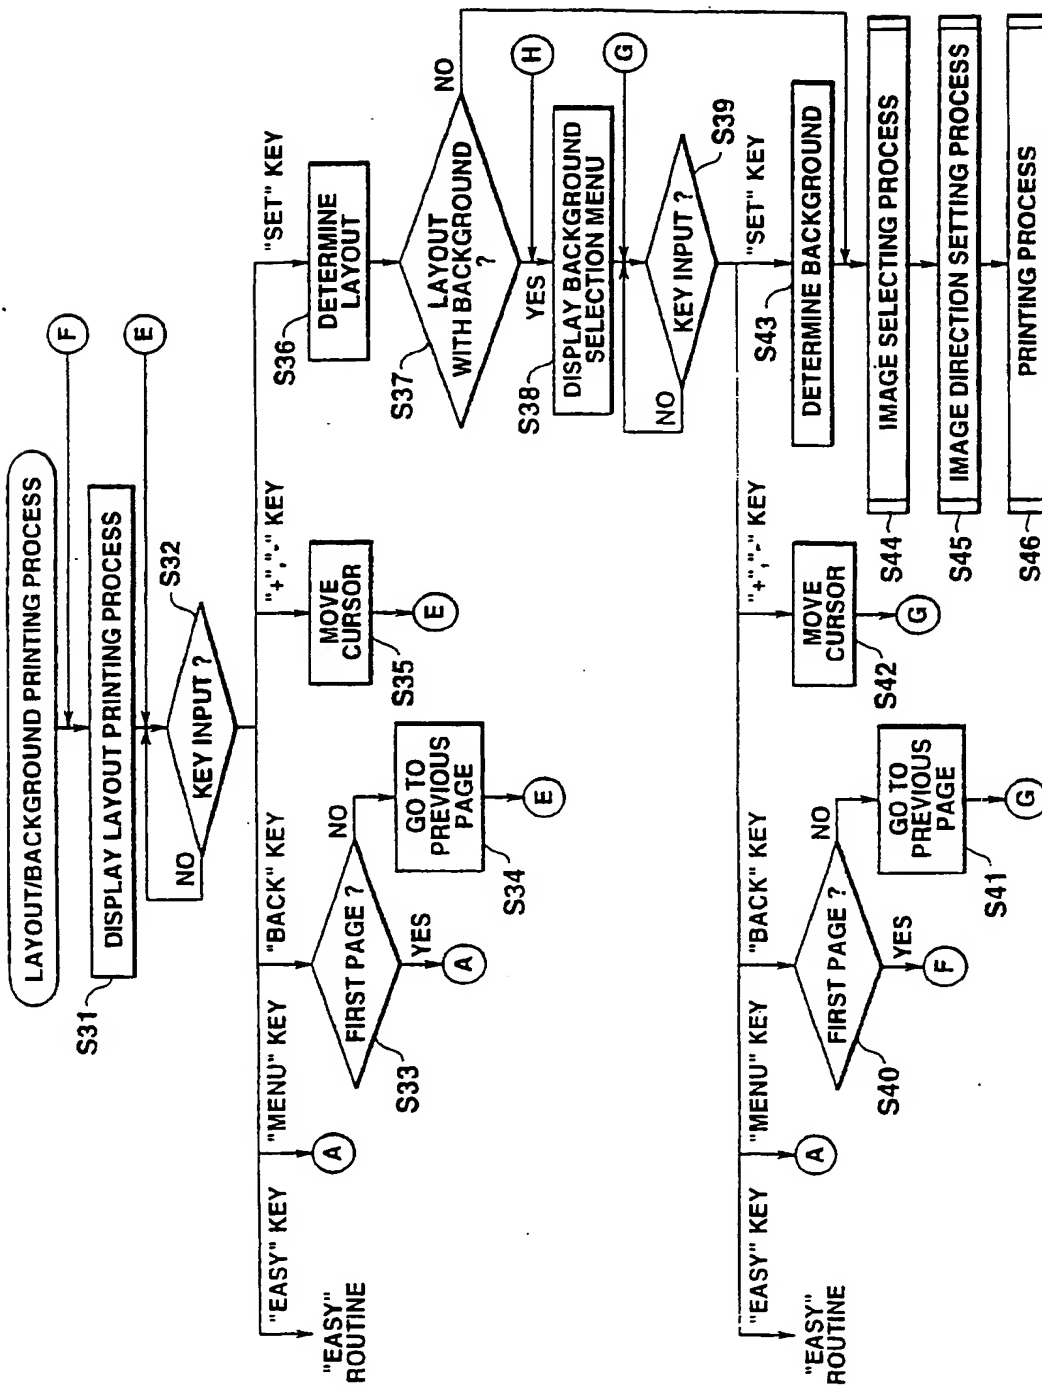 LAYOUT/BACKGROUND PRINTING PROCESS
F
S31
DISPLAY LAYOUT PRINTING PROCESS
E
S32
KEY INPUT ?
NO
"EASY" KEY
"MENU" KEY
"BACK" KEY
"+","-" KEY
"SET" KEY
"EASY"
ROUTINE
A
S33
FIRST PAGE ?
NO
YES
A
GO TO
PREVIOUS
PAGE
S34
E
MOVE
CURSOR
S35
E
S36
DETERMINE
LAYOUT
S37
LAYOUT
WITH BACKGROUND
?
NO
YES
H
S38
DISPLAY BACKGROUND
SELECTION MENU
G
S39
KEY INPUT ?
NO
"EASY" KEY
"MENU" KEY
"BACK" KEY
"+","-" KEY
"SET" KEY
"EASY"
ROUTINE
A
S40
FIRST PAGE ?
NO
YES
F
GO TO
PREVIOUS
PAGE
S41
G
MOVE
CURSOR
S42
G
S43
DETERMINE BACKGROUND
S44
IMAGE SELECTING PROCESS
S45
IMAGE DIRECTION SETTING PROCESS
S46
PRINTING PROCESS